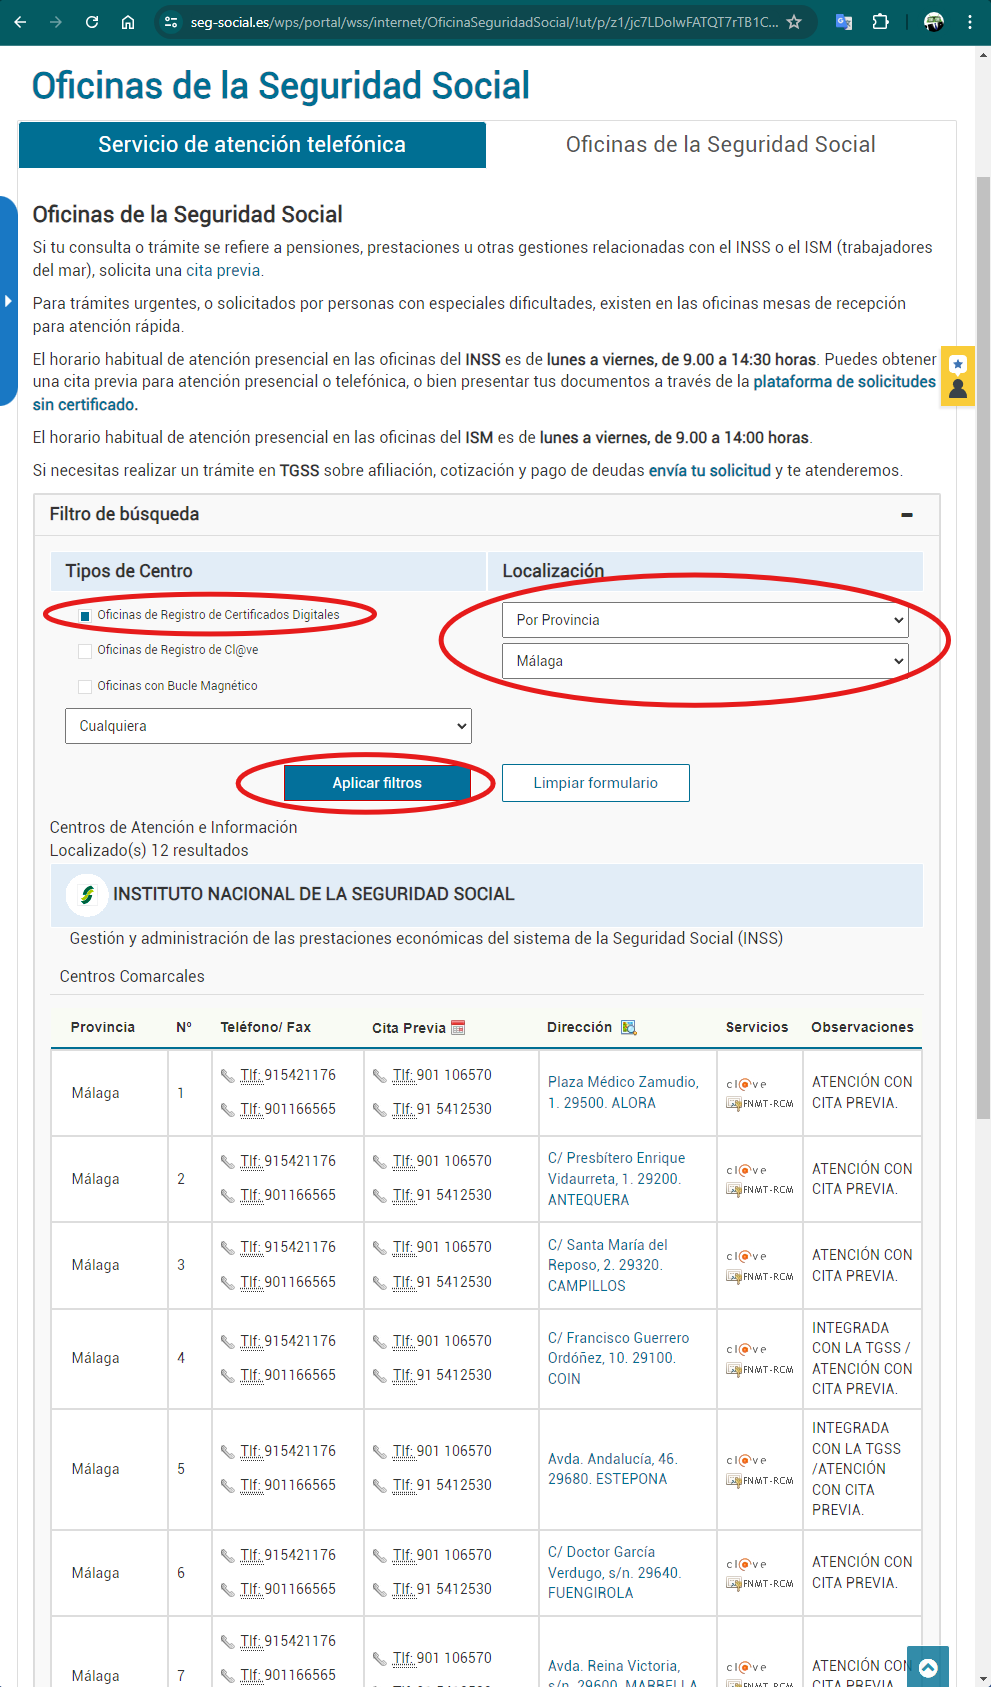 seg-social.es/wps/portal/wss/internet/OficinaSeguridadSocial/!ut/p/z1/jc7LDoIwFATQT7rTB1C...
Oficinas de la Seguridad Social
Servicio de atención telefónica
Oficinas de la Seguridad Social
Oficinas de la Seguridad Social
Si tu consulta o trámite se refiere a pensiones, prestaciones u otras gestiones relacionadas con el INSS o el ISM (trabajadores
del mar), solicita una cita previa.
Para trámites urgentes, o solicitados por personas con especiales dificultades, existen en las oficinas mesas de recepción
para atención rápida.
El horario habitual de atención presencial en las oficinas del INSS es de lunes a viernes, de 9.00 a 14:30 horas. Puedes obtener
una cita previa para atención presencial o telefónica, o bien presentar tus documentos a través de la plataforma de solicitudes
sin certificado.
El horario habitual de atención presencial en las oficinas del ISM es de lunes a viernes, de 9.00 a 14:00 horas.
Si necesitas realizar un trámite en TGSS sobre afiliación, cotización y pago de deudas envía tu solicitud y te atenderemos.
Filtro de búsqueda
Tipos de Centro
Localización
Oficinas de Registro de Certificados Digitales
Por Provincia
Oficinas de Registro de Cl@ve
Málaga
Oficinas con Bucle Magnético
Cualquiera
Aplicar filtros
Limpiar formulario
Centros de Atención e Información
Localizado(s) 12 resultados
INSTITUTO NACIONAL DE LA SEGURIDAD SOCIAL
Gestión y administración de las prestaciones económicas del sistema de la Seguridad Social (INSS)
Centros Comarcales
Provincia Nº Teléfono/ Fax Cita Previa Dirección Servicios Observaciones
Málaga
1
Tlf: 915421176
Tlf: 901166565
Tlf: 901 106570
Tlf: 91 5412530
Plaza Médico Zamudio,
1. 29500. ALORA
cl@ve
FNMT-RCM
ATENCIÓN CON
CITA PREVIA.
Málaga
2
Tlf: 915421176
Tlf: 901166565
Tlf: 901 106570
Tlf: 91 5412530
C/ Presbítero Enrique
Vidaurreta, 1. 29200.
ANTEQUERA
cl@ve
FNMT-RCM
ATENCIÓN CON
CITA PREVIA.
Málaga
3
Tlf: 915421176
Tlf: 901166565
Tlf: 901 106570
Tlf: 91 5412530
C/ Santa María del
Reposo, 2. 29320.
CAMPILLOS
cl@ve
FNMT-RCM
ATENCIÓN CON
CITA PREVIA.
Málaga
4
Tlf: 915421176
Tlf: 901166565
Tlf: 901 106570
Tlf: 91 5412530
C/ Francisco Guerrero
Ordóñez, 10. 29100.
COIN
cl@ve
FNMT-RCM
INTEGRADA
CON LA TGSS /
ATENCIÓN CON
CITA PREVIA.
Málaga
5
Tlf: 915421176
Tlf: 901166565
Tlf: 901 106570
Tlf: 91 5412530
Avda. Andalucía, 46.
29680. ESTEPONA
cl@ve
FNMT-RCM
INTEGRADA
CON LA TGSS
/ATENCIÓN
CON CITA
PREVIA.
Málaga
6
Tlf: 915421176
Tlf: 901166565
Tlf: 901 106570
Tlf: 91 5412530
C/ Doctor García
Verdugo, s/n. 29640.
FUENGIROLA
cl@ve
FNMT-RCM
ATENCIÓN CON
CITA PREVIA.
Málaga
7
Tlf: 915421176
Tlf: 901166565
Tlf: 901 106570
Avda. Reina Victoria,
s/n. 29600. MARBELLA
cl@ve
FNMT-RCM
ATENCIÓN CON
CITA PREVIA.